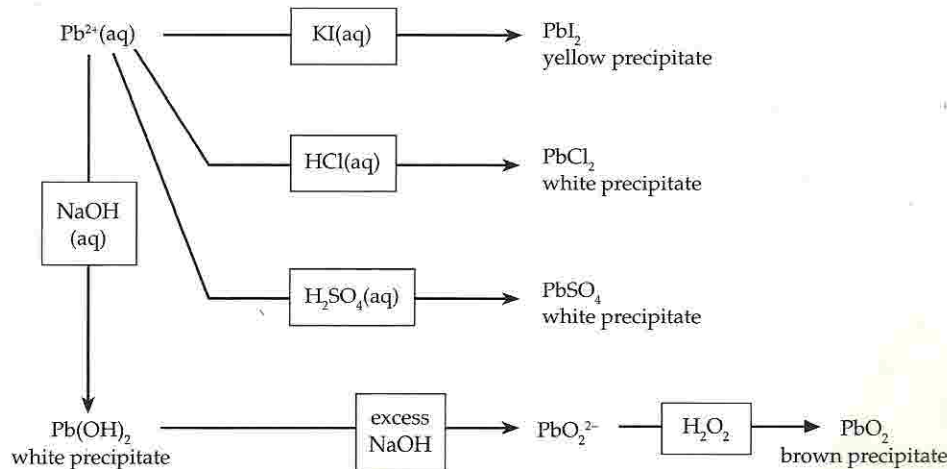 Pb²⁺(aq)
KI(aq)
PbI₂
yellow precipitate
HCl(aq)
PbCl₂
white precipitate
NaOH
(aq)
H₂SO₄(aq)
PbSO₄
white precipitate
Pb(OH)₂
white precipitate
excess
NaOH
PbO₂²⁻
H₂O₂
PbO₂
brown precipitate